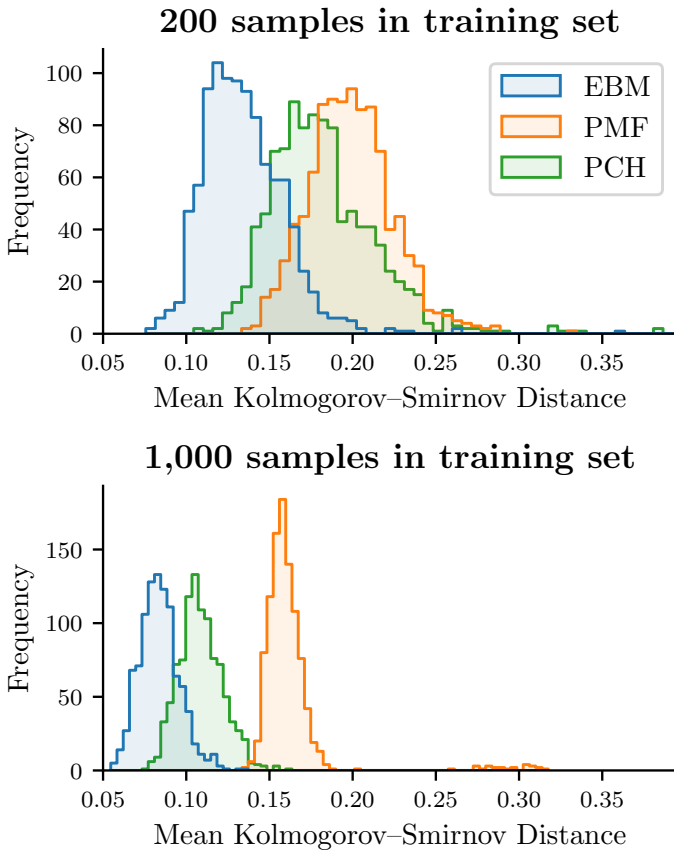 200 samples in training set
Frequency
100
80
60
40
20
0
EBM
PMF
PCH
0.05 0.10 0.15 0.20 0.25 0.30 0.35
Mean Kolmogorov–Smirnov Distance
1,000 samples in training set
Frequency
150
100
50
0
0.05 0.10 0.15 0.20 0.25 0.30 0.35
Mean Kolmogorov–Smirnov Distance